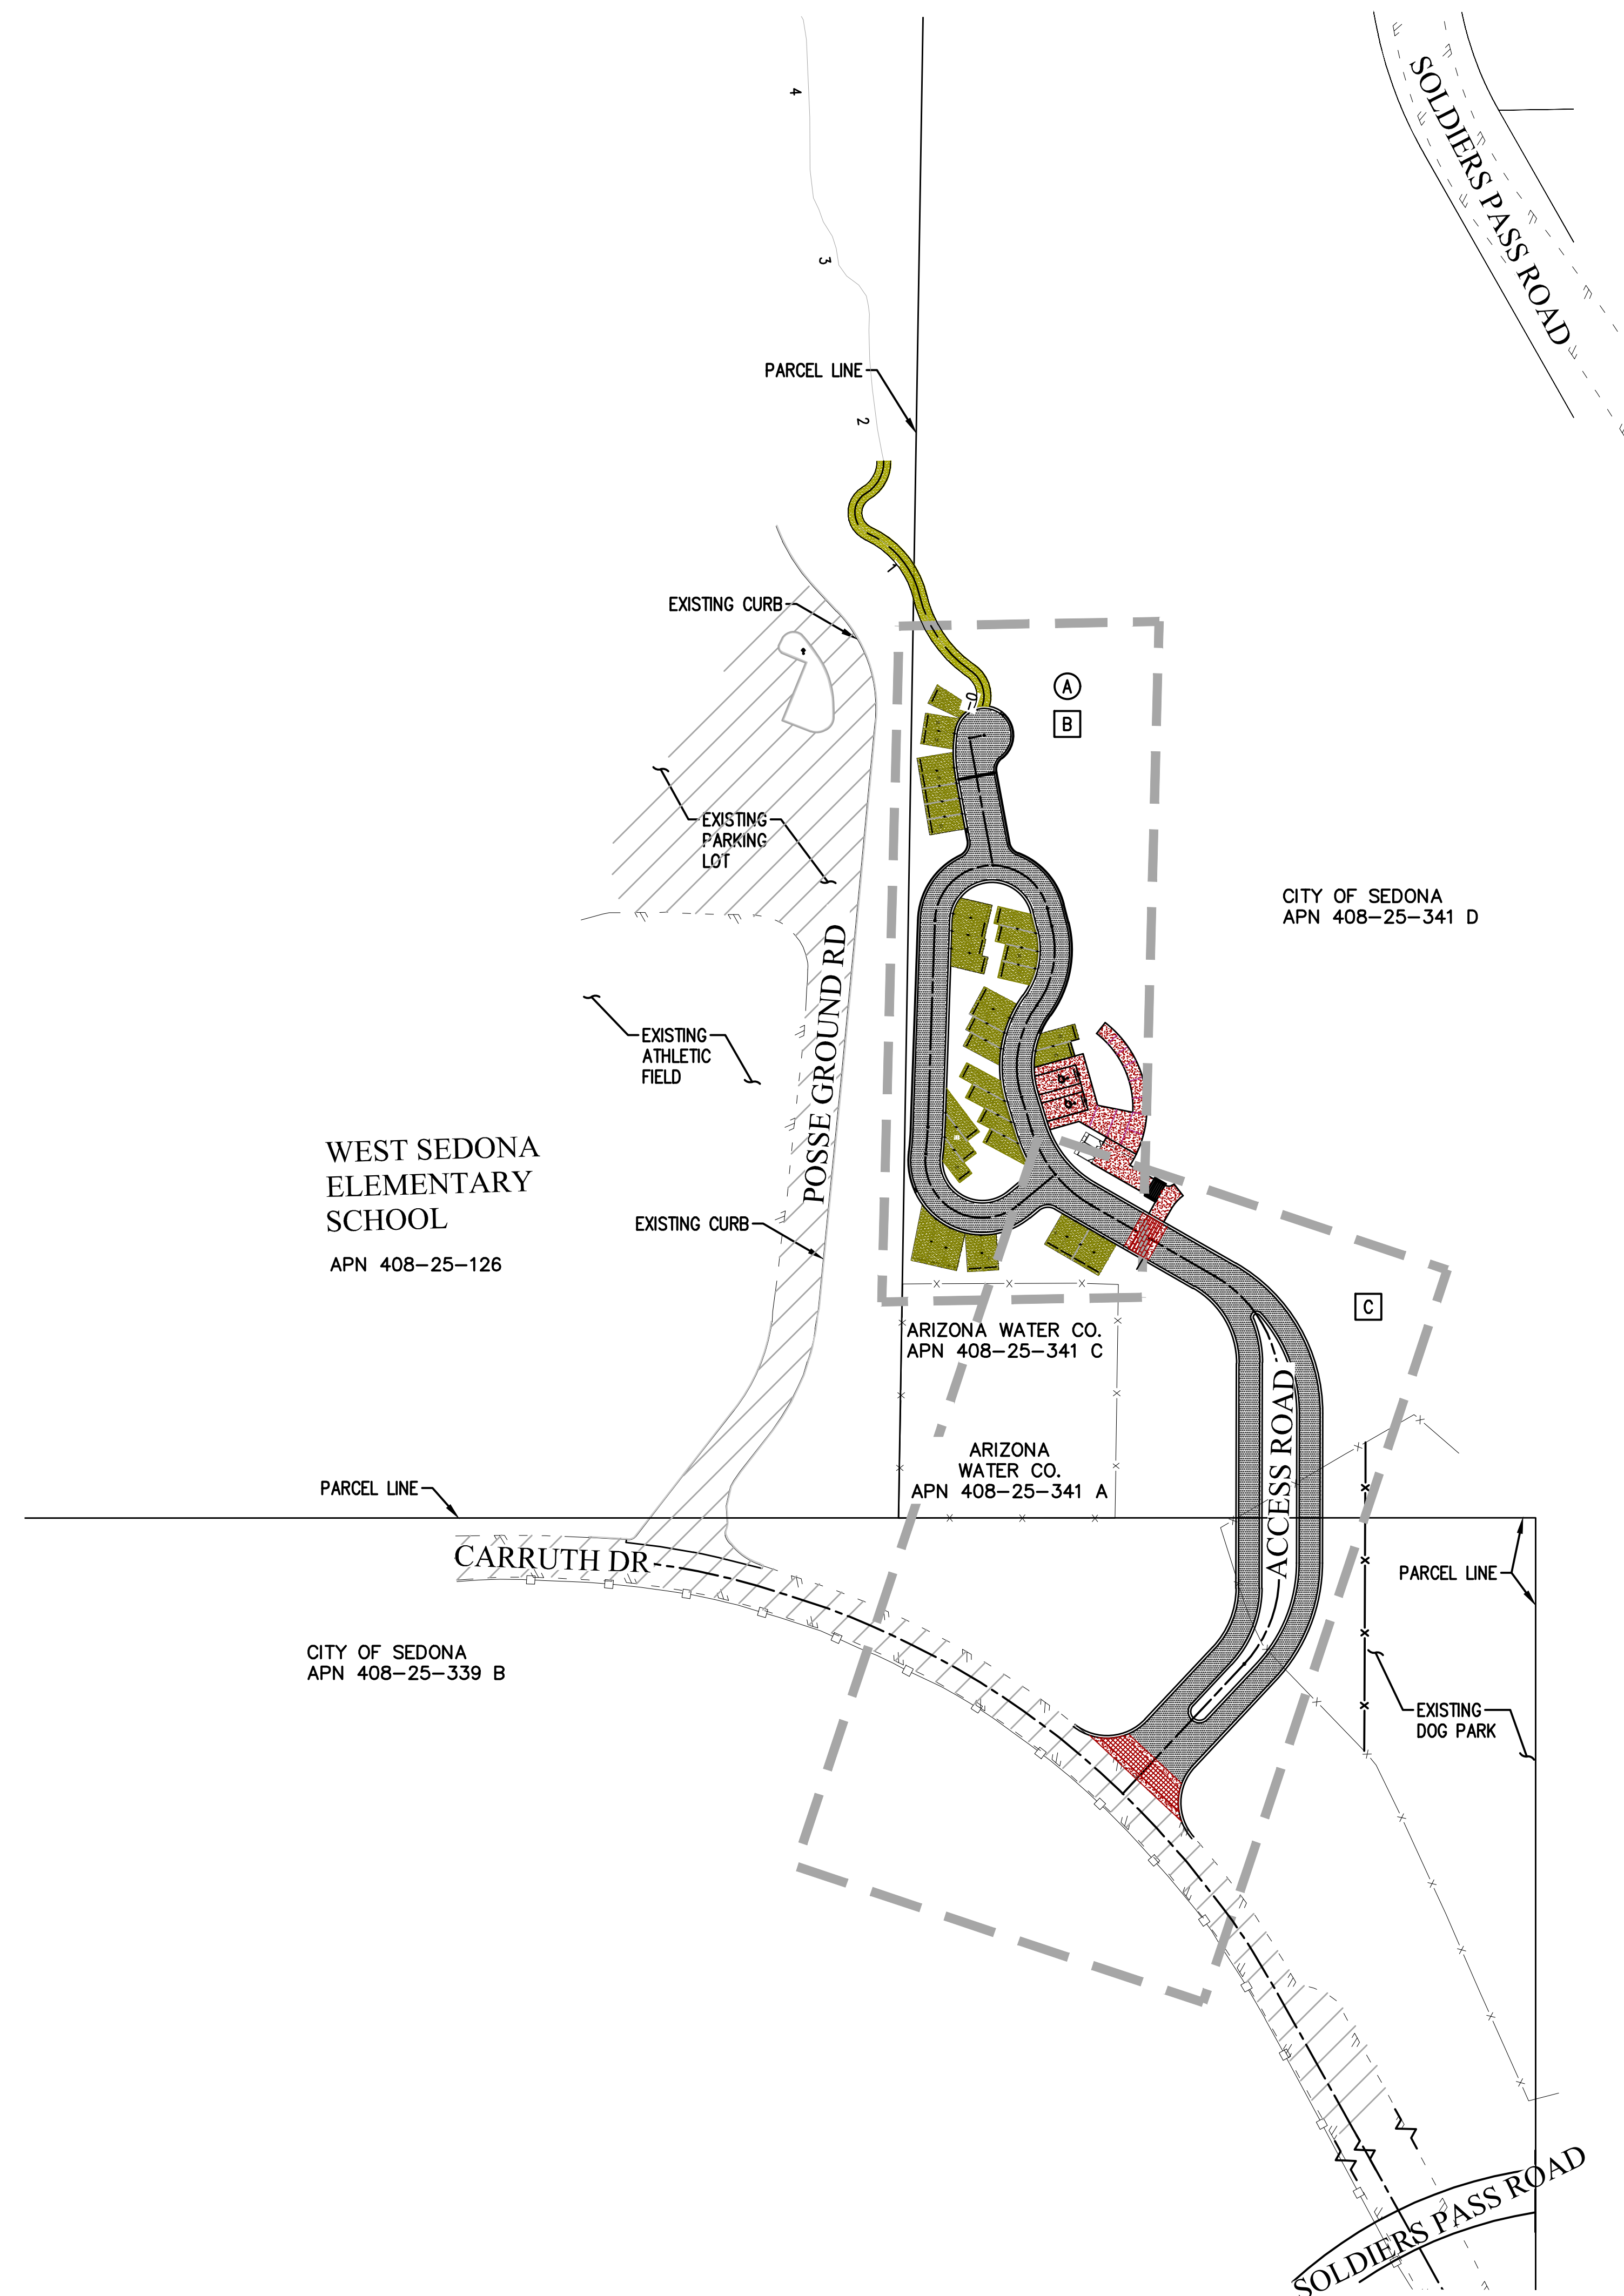 SOLDIERS PASS ROAD
4
3
PARCEL LINE
2
1
EXISTING CURB
0
A
B
EXISTING
PARKING
LOT
CITY OF SEDONA
APN 408-25-341 D
POSSE GROUND RD
EXISTING
ATHLETIC
FIELD
WEST SEDONA
ELEMENTARY
SCHOOL
APN 408-25-126
EXISTING CURB
C
ARIZONA WATER CO.
APN 408-25-341 C
ACCESS ROAD
ARIZONA
WATER CO.
APN 408-25-341 A
PARCEL LINE
CARRUTH DR
PARCEL LINE
CITY OF SEDONA
APN 408-25-339 B
EXISTING
DOG PARK
SOLDIERS PASS ROAD